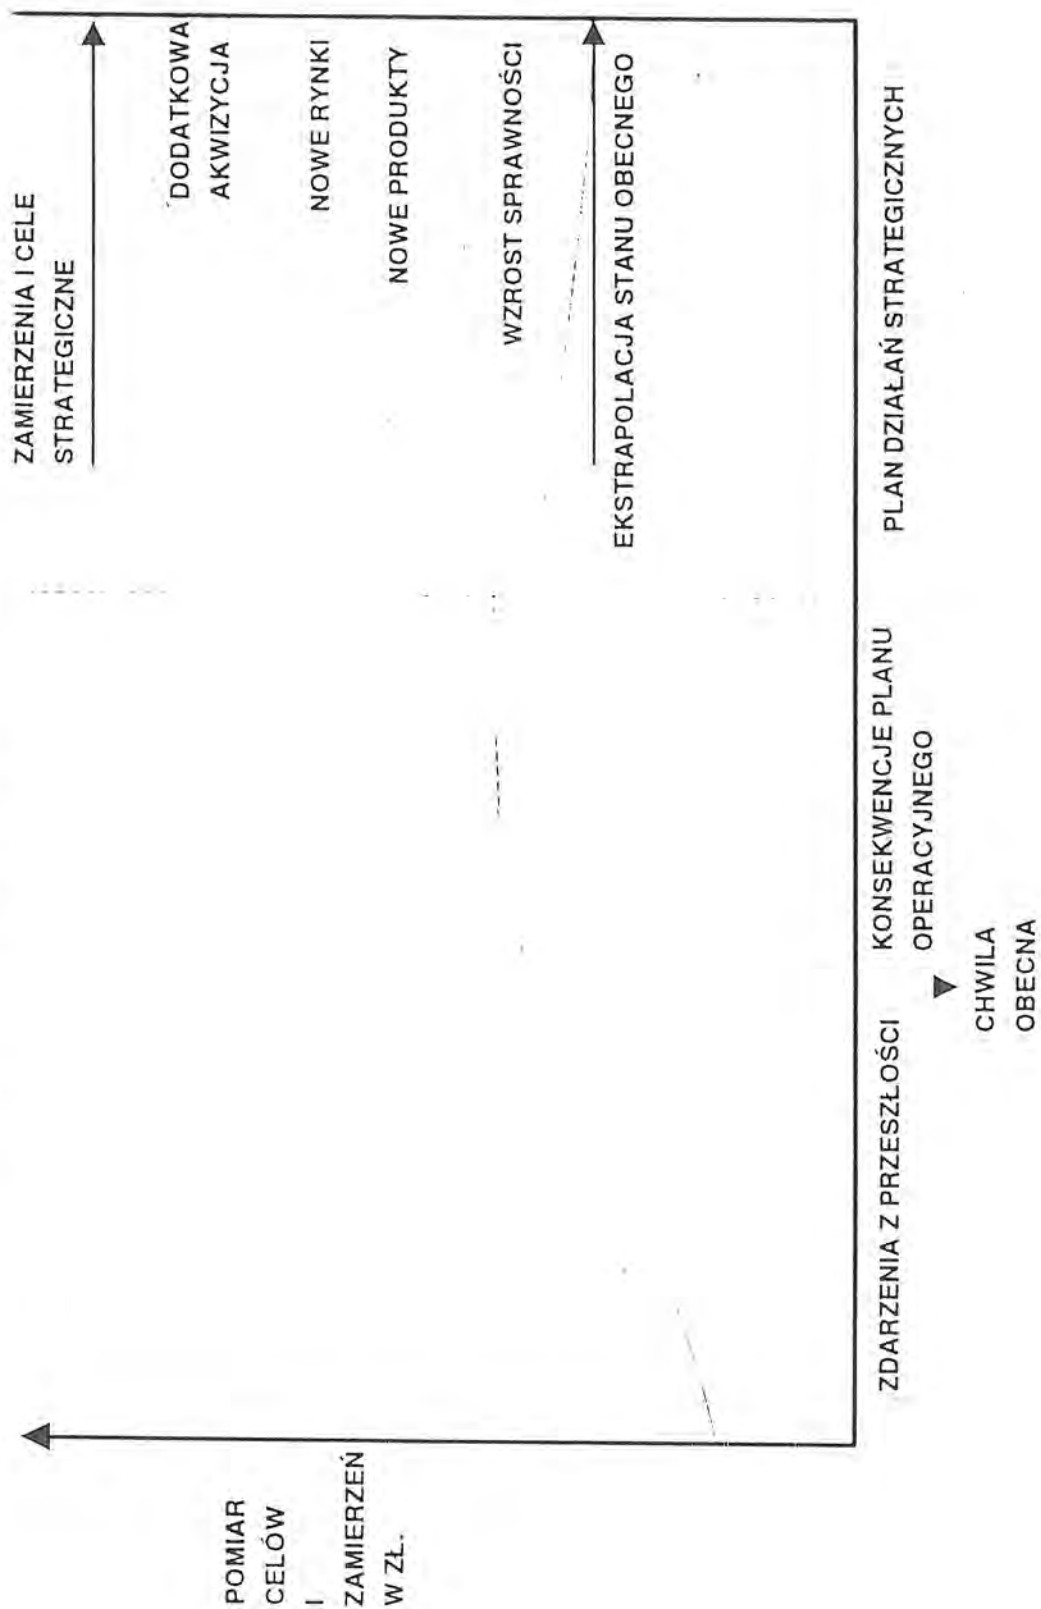 ZAMIERZENIA I CELE
STRATEGICZNE
DODATKOWA
AKWIZYCJA
NOWE RYNKI
NOWE PRODUKTY
WZROST SPRAWNOŚCI
EKSTRAPOLACJA STANU OBECNEGO
POMIAR
CELÓW
I
ZAMIERZEŃ
W ZŁ.
ZDARZENIA Z PRZESZŁOŚCI
KONSEKWENCJE PLANU
OPERACYJNEGO
PLAN DZIAŁAŃ STRATEGICZNYCH
CHWILA
OBECNA